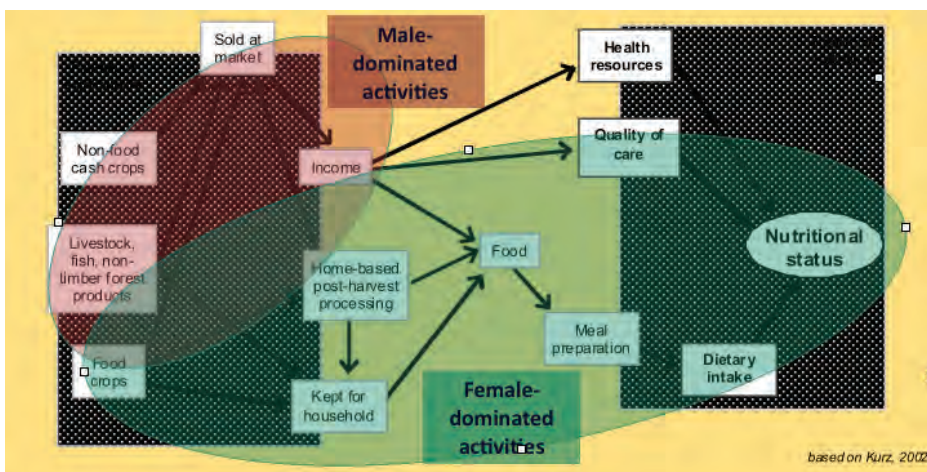 Sold at
market
Male-
dominated
activities
Health
resources
Non-food
cash crops
Income
Quality of
care
Livestock,
fish, non-
limber forest
products
Home-based
post-harvest
processing
Food
Nutritional
status
Food
crops
Kept for
household
Meal
preparation
Dietary
intake
Female-
dominated
activities
based on Kurz, 2002